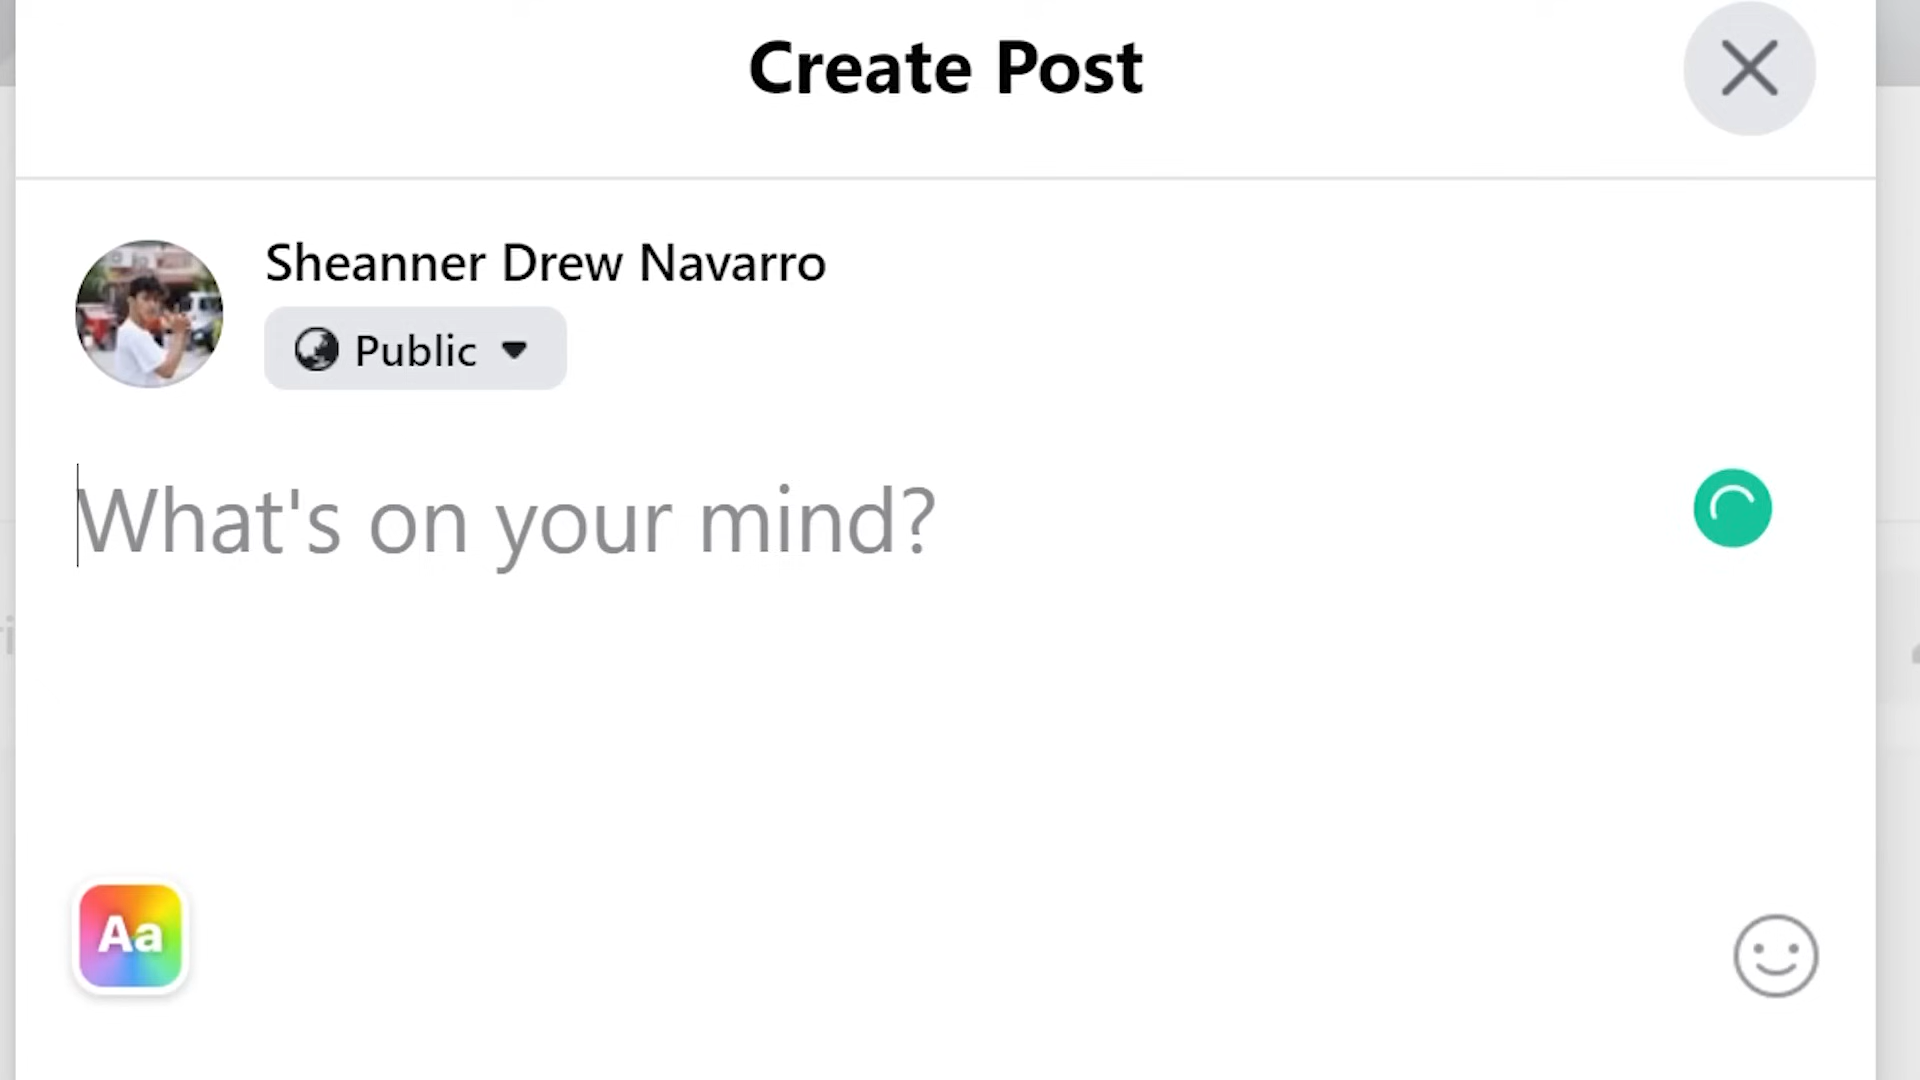 Create Post
Sheanner Drew Navarro
Public
What's on your mind?
Aa